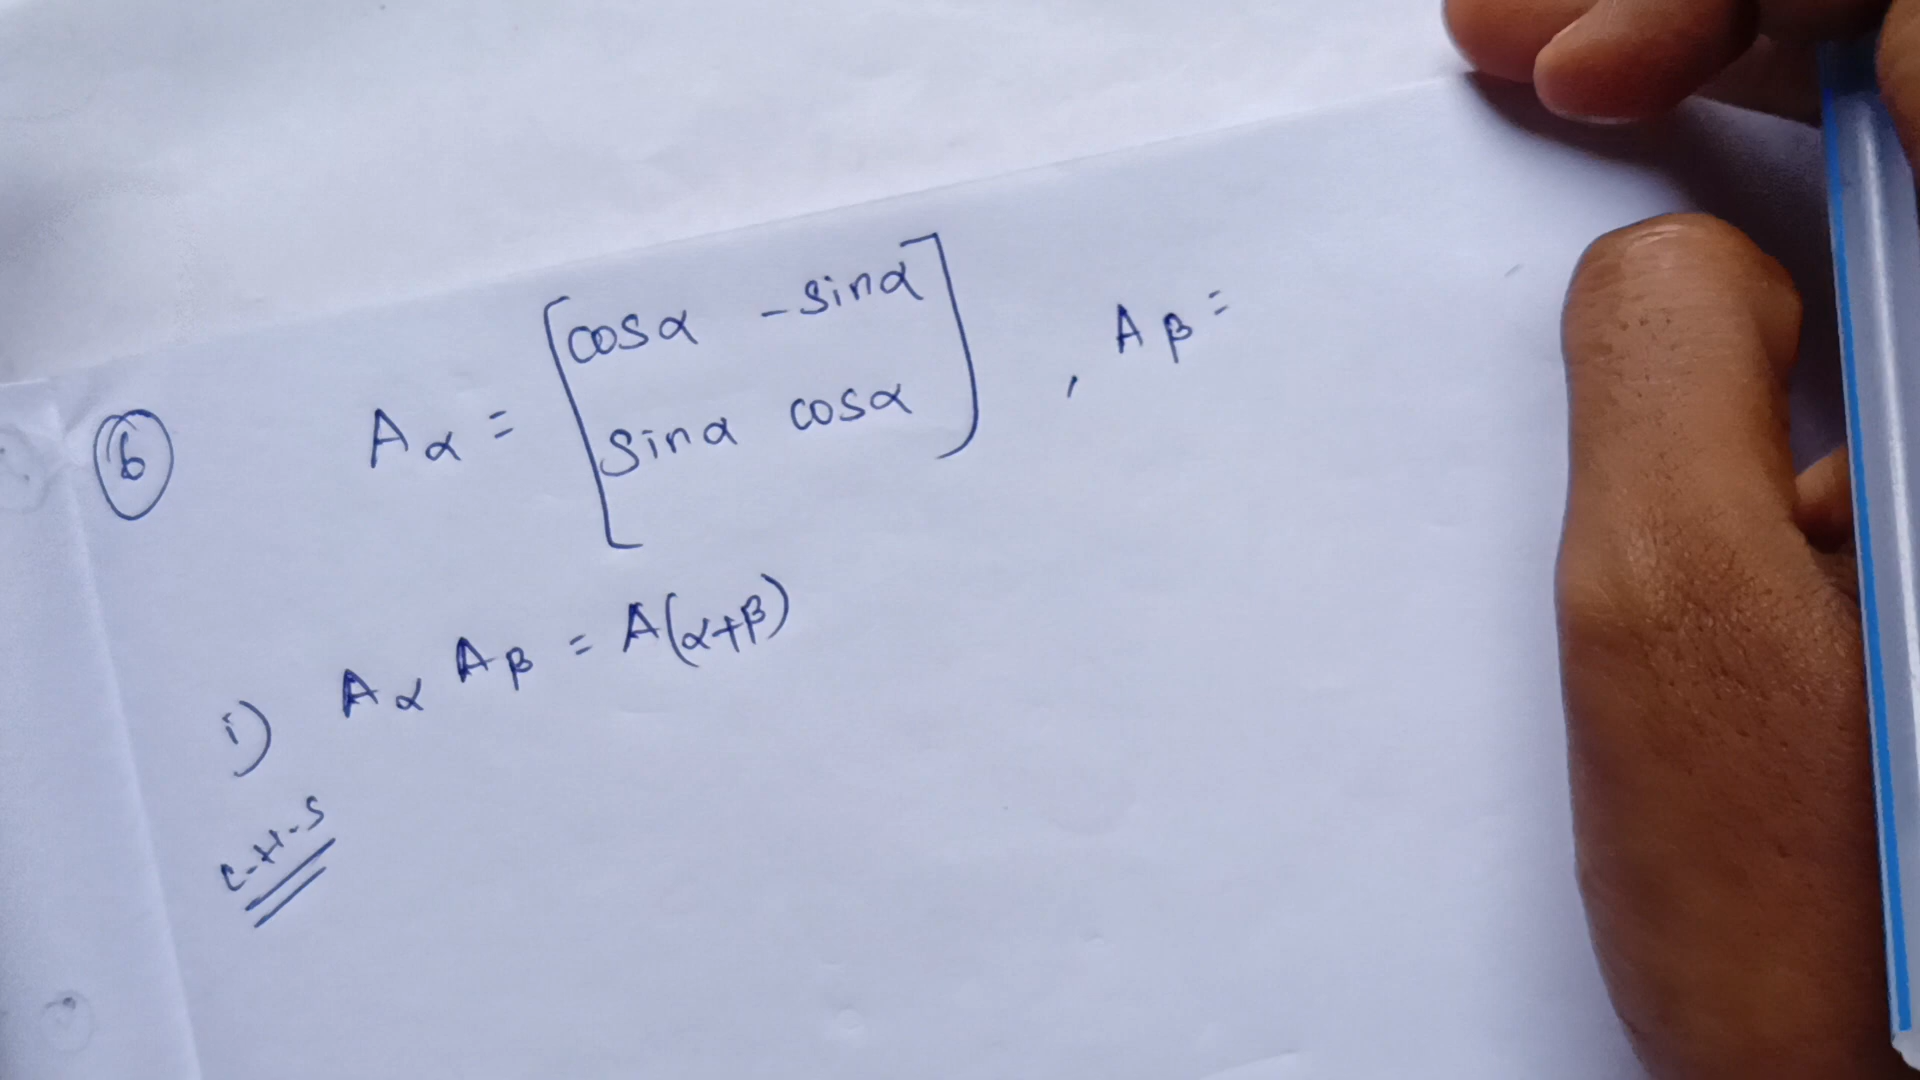 6 Aα = [cosα -sinα
sinα cosα] , Aβ =
i) Aα Aβ = A(α+β)
L-H-S